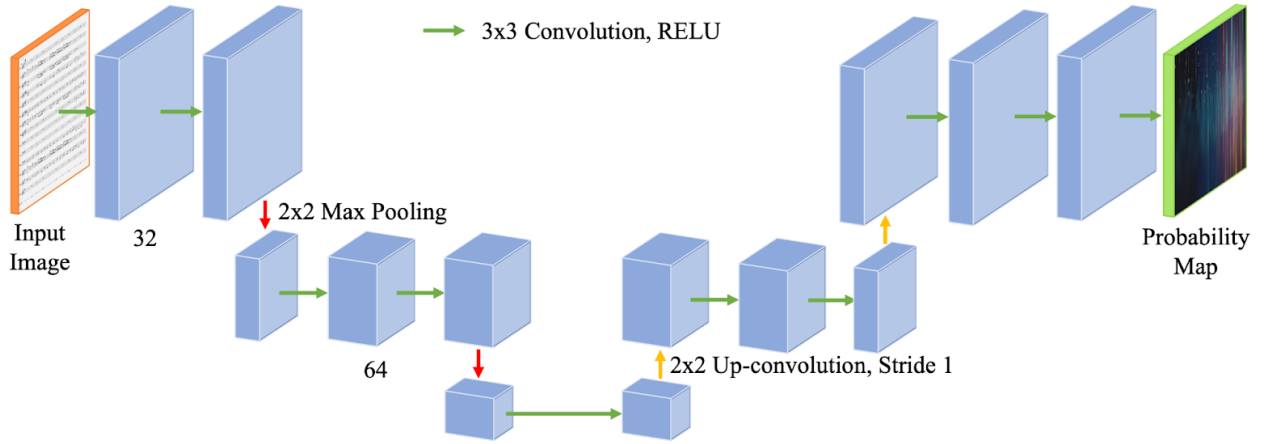 3x3 Convolution, RELU
Input
Image
32
2x2 Max Pooling
64
2x2 Up-convolution, Stride 1
Probability
Map